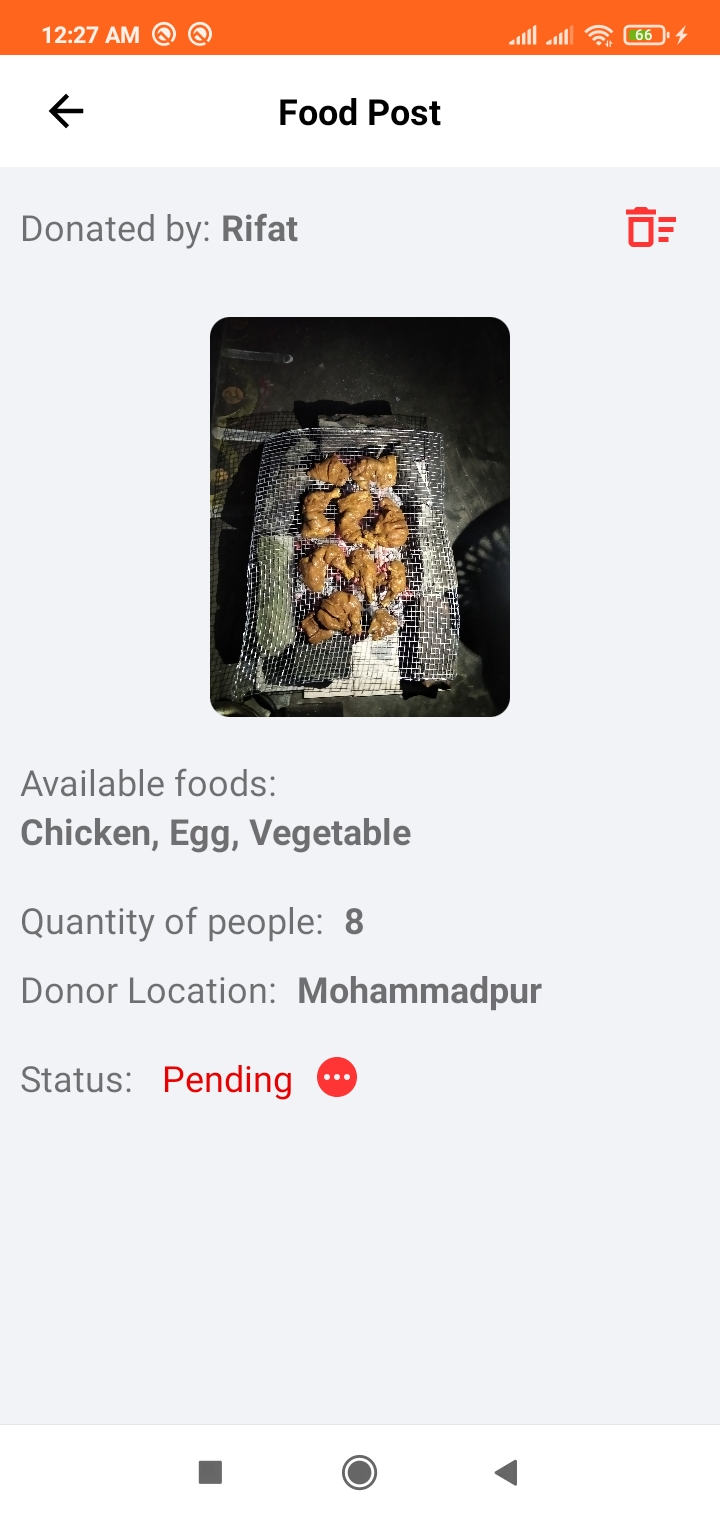 12:27 AM
66
Food Post
Donated by: Rifat
Available foods:
Chicken, Egg, Vegetable
Quantity of people: 8
Donor Location: Mohammadpur
Status: Pending